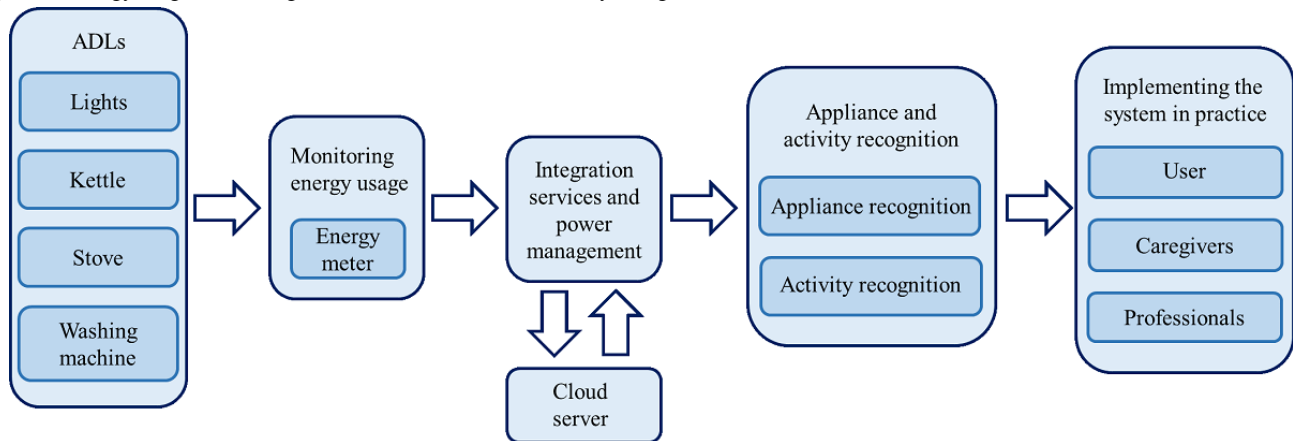 ADLs
Lights
Kettle
Stove
Washing
machine
Monitoring
energy usage
Energy
meter
Integration
services and
power
management
Cloud
server
Appliance and
activity recognition
Appliance recognition
Activity recognition
Implementing the
system in practice
User
Caregivers
Professionals